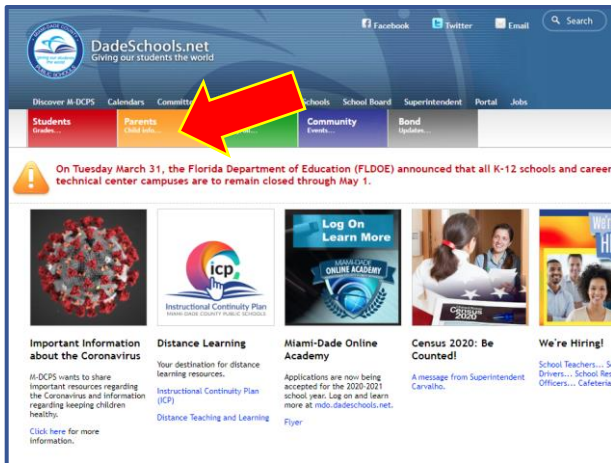 Facebook Twitter Email Search
DadeSchools.net
Giving our students the world
Discover M-DCPS Calendars Schools School Board Superintendent Portal Jobs
Students Parents Community Bond
Grades... Child info... Events... Updates...
On Tuesday March 31, the Florida Department of Education (FLDOE) announced that all K-12 schools and career
technical center campuses are to remain closed through May 1.
Log On
Learn More
MIAMI-DADE
ONLINE ACADEMY
icp
Instructional Continuity Plan
MIAMI-DADE COUNTY PUBLIC SCHOOLS
Census
2020
Important Information
about the Coronavirus
M-DCPS wants to share
important resources regarding
the Coronavirus and information
regarding keeping children
healthy.
Click here for more
information.
Distance Learning
Your destination for distance
learning resources.
Instructional Continuity Plan
(ICP)
Distance Teaching and Learning
Miami-Dade Online
Academy
Applications are now being
accepted for the 2020-2021
school year. Log on and learn
more at mdo.dadeschools.net.
Flyer
Census 2020: Be
Counted!
A message from Superintendent
Carvalho.
We're Hiring!
School Teachers...
Drivers... School
Officers... Cafeteria